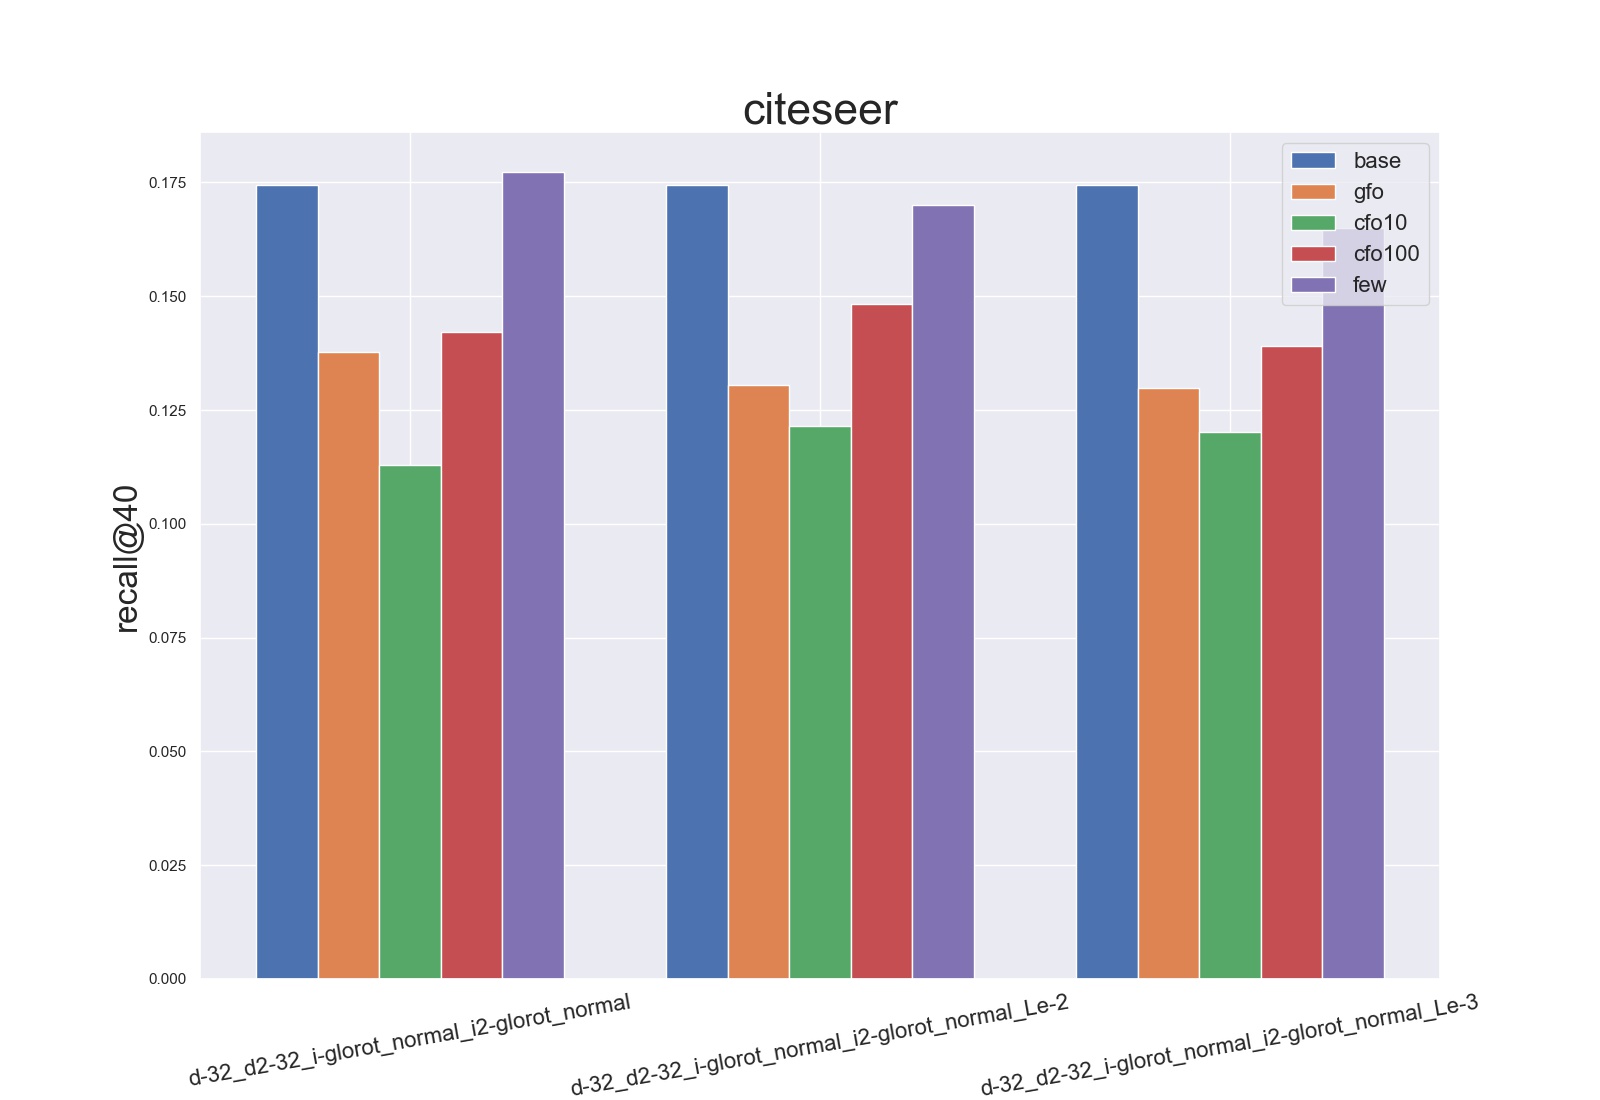 citeseer
recall@40
0.175
0.150
0.125
0.100
0.075
0.050
0.025
0.000
base
gfo
cfo10
cfo100
few
d-32_d2-32_i-glorot_normal_i2-glorot_normal
d-32_d2-32_i-glorot_normal_i2-glorot_normal_Le-2
d-32_d2-32_i-glorot_normal_i2-glorot_normal_Le-3